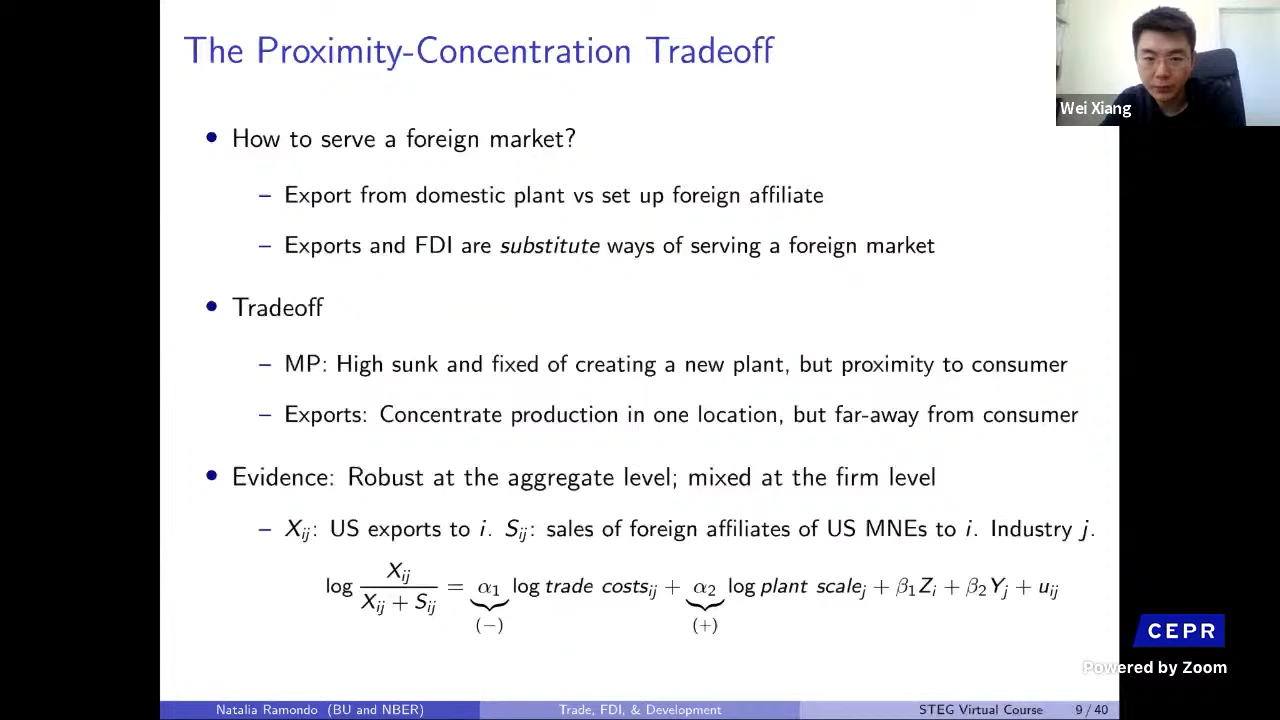 The Proximity-Concentration Tradeoff
Wei Xiang
• How to serve a foreign market?
– Export from domestic plant vs set up foreign affiliate
– Exports and FDI are substitute ways of serving a foreign market
• Tradeoff
– MP: High sunk and fixed of creating a new plant, but proximity to consumer
– Exports: Concentrate production in one location, but far-away from consumer
• Evidence: Robust at the aggregate level; mixed at the firm level
– X_ij: US exports to i. S_ij: sales of foreign affiliates of US MNEs to i. Industry j.
log X_ij / (X_ij + S_ij) = α_1 log trade costs_ij + α_2 log plant scale_j + β_1 Z_i + β_2 Y_j + u_ij
(−) (+)
CEPR
Powered by Zoom
Natalia Ramondo (BU and NBER) Trade, FDI, & Development STEG Virtual Course 9 / 40